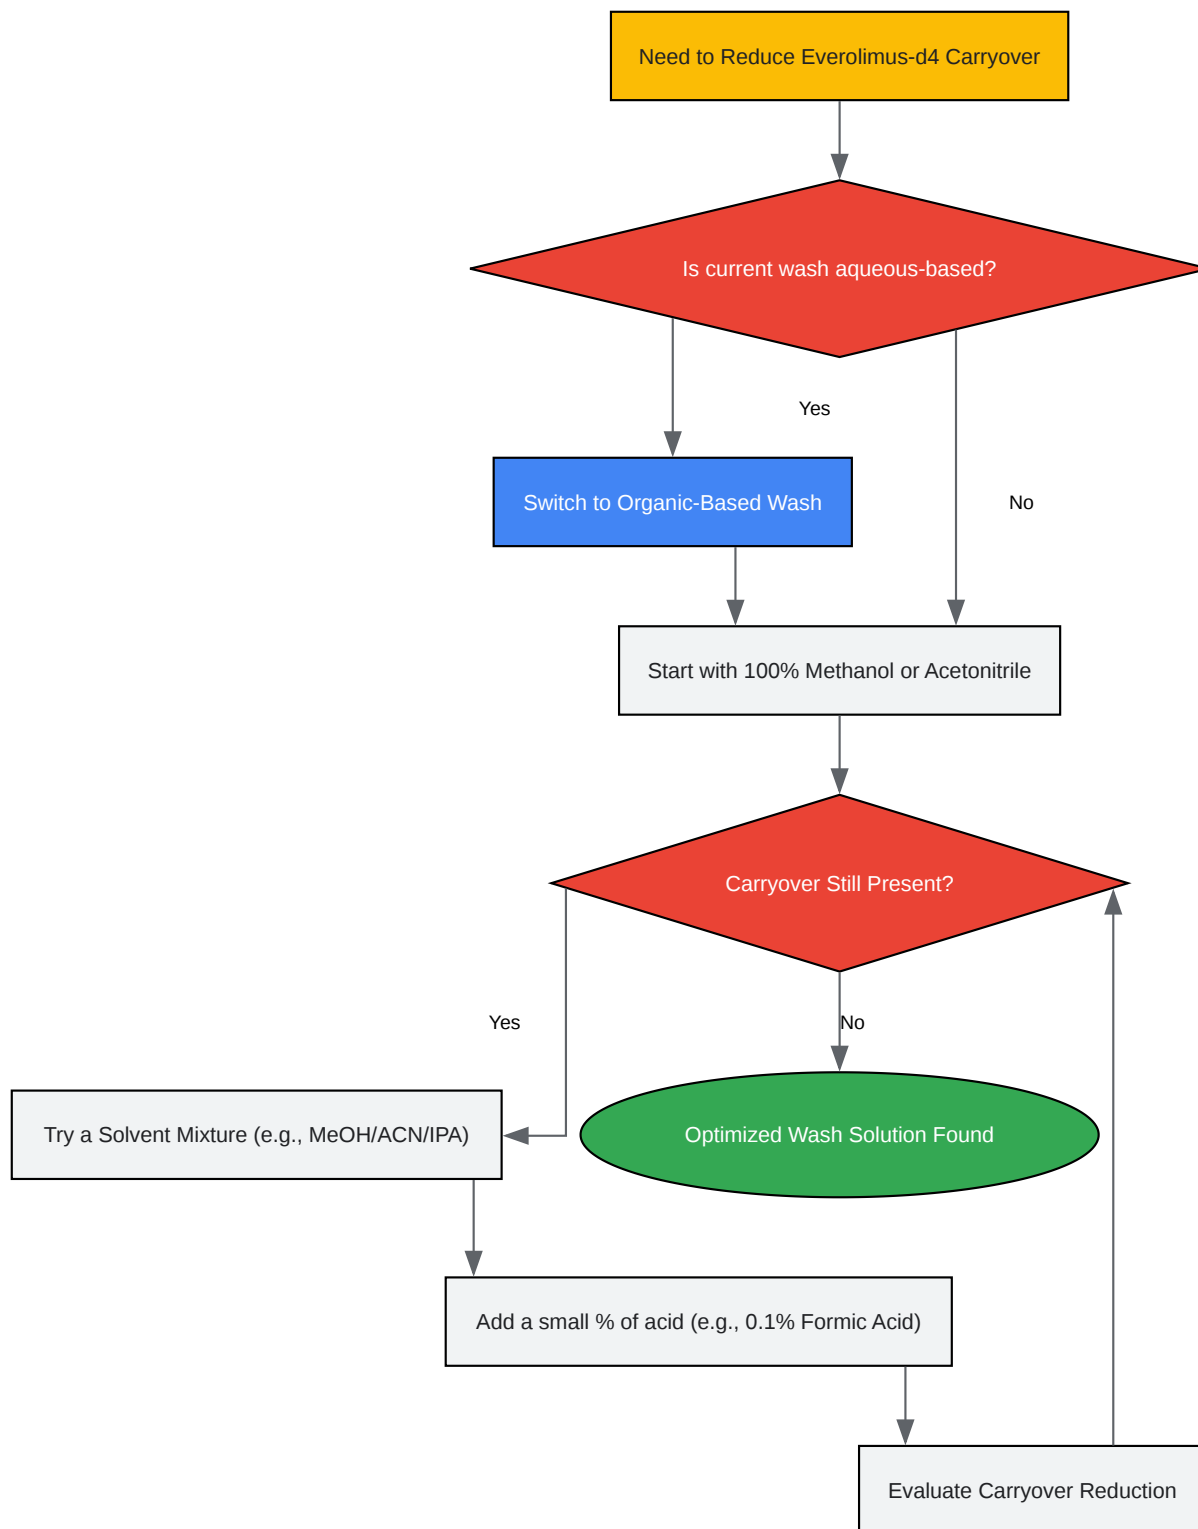 Need to Reduce Everolimus-d4 Carryover
Is current wash aqueous-based?
Yes
Switch to Organic-Based Wash
No
Start with 100% Methanol or Acetonitrile
Carryover Still Present?
Yes
No
Try a Solvent Mixture (e.g., MeOH/ACN/IPA)
Optimized Wash Solution Found
Add a small % of acid (e.g., 0.1% Formic Acid)
Evaluate Carryover Reduction